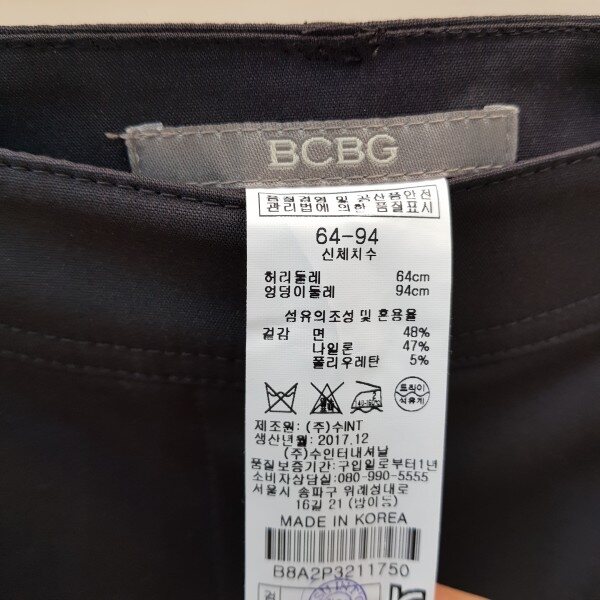 BCBG
품질경영 및 공산품안전
관리법에 의한 품질표시
64-94
신체치수
허리둘레 64cm
엉덩이둘레 94cm
섬유의조성 및 혼용율
겉감 면 48%
나일론 47%
폴리우레탄 5%
드라이
석유계
제조원: (주)수INT
생산년월: 2017.12
(주)수인터내셔날
품질보증기간: 구입일로부터1년
소비자상담실: 080-990-5555
서울시 송파구 위례성대로
16길 21 (방이동)
MADE IN KOREA
B8A2P3211750